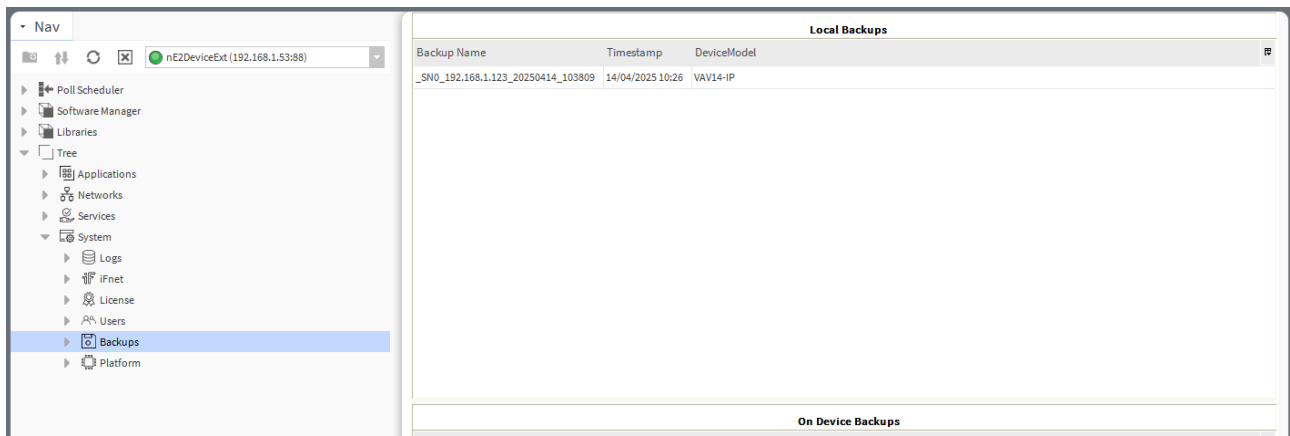 Nav
nE2DeviceExt (192.168.1.53:88)
Poll Scheduler
Software Manager
Libraries
Tree
Applications
Networks
Services
System
Logs
iFnet
License
Users
Backups
Platform
Local Backups
Backup Name Timestamp DeviceModel
_SN0_192.168.1.123_20250414_103809 14/04/2025 10:26 VAV14-IP
On Device Backups